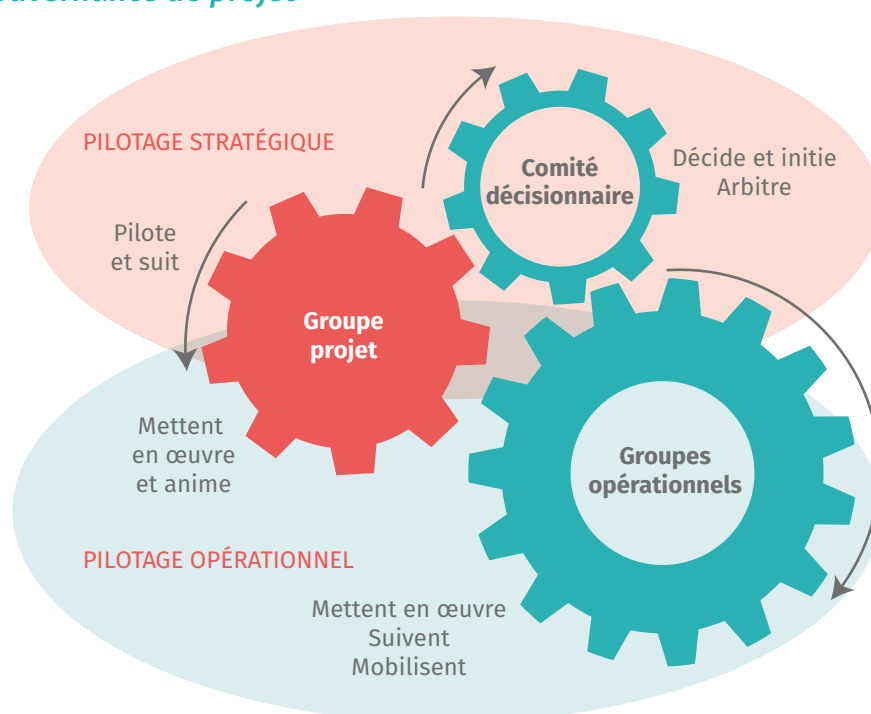 PILOTAGE STRATÉGIQUE
Comité
décisionnaire
Décide et initie
Arbitre
Pilote
et suit
Groupe
projet
Mettent
en œuvre
et anime
Groupes
opérationnels
PILOTAGE OPÉRATIONNEL
Mettent en œuvre
Suivent
Mobilisent